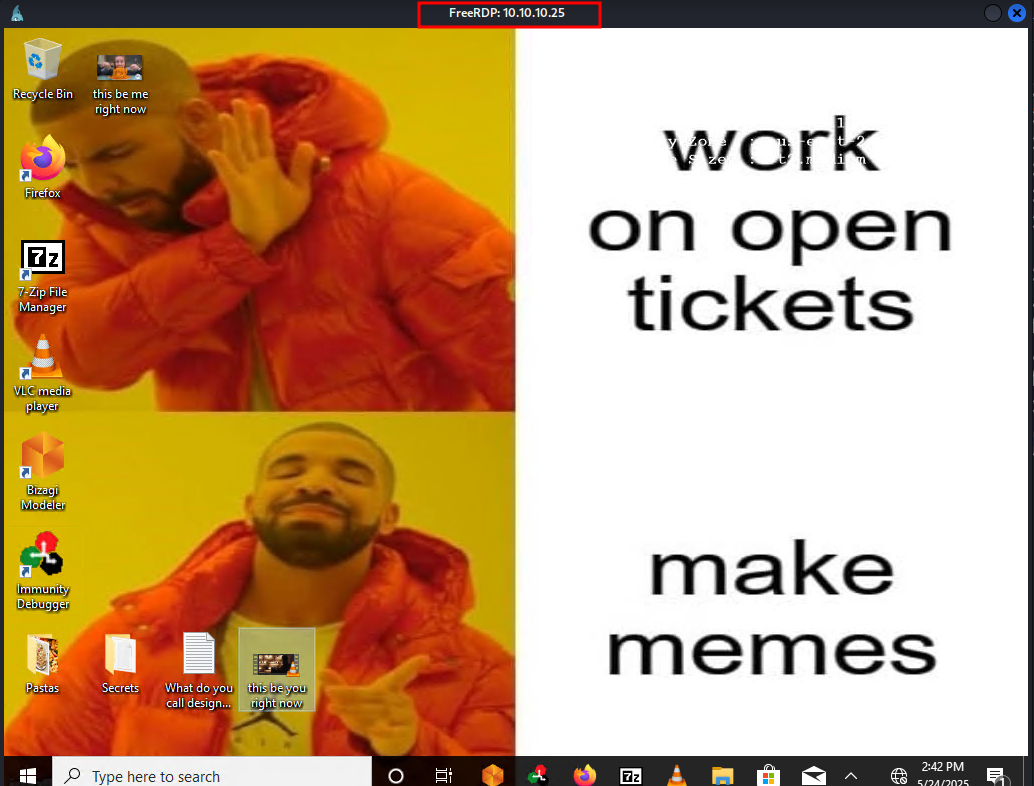 FreeRDP: 10.10.10.25
Recycle Bin
this be me
right now
Firefox
7-Zip File
Manager
VLC media
player
Bizagi
Modeler
Immunity
Debugger
Pastas
Secrets
What do you
call design...
this be you
right now
work
on open
tickets
make
memes
Type here to search
7z
2:42 PM
5/24/2025
1